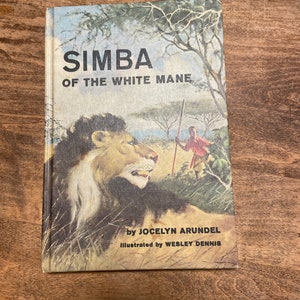 SIMBA
OF THE WHITE MANE
by JOCELYN ARUNDEL
Illustrated by WESLEY DENNIS